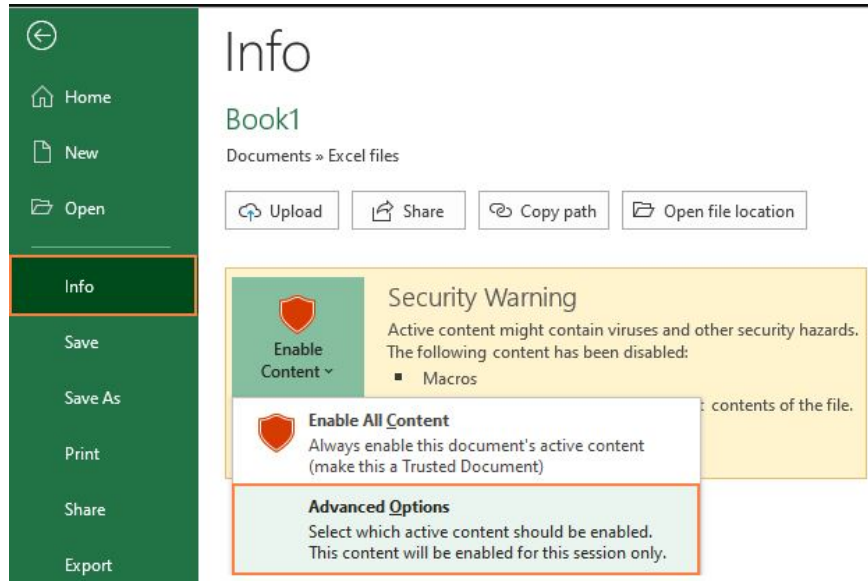 Info
Home
Book1
New
Documents » Excel files
Open
Upload
Share
Copy path
Open file location
Info
Security Warning
Active content might contain viruses and other security hazards.
The following content has been disabled:
Enable
Content
▪ Macros
Save
Save As
Print
Share
Export
t contents of the file.
Enable All Content
Always enable this document's active content
(make this a Trusted Document)
Advanced Options
Select which active content should be enabled.
This content will be enabled for this session only.